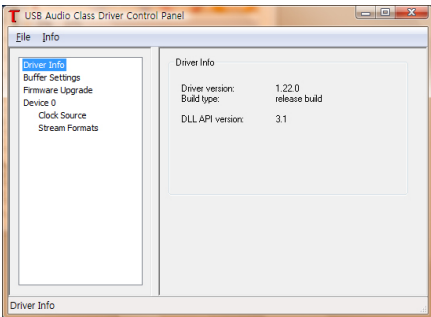 T USB Audio Class Driver Control Panel
File Info
Driver Info
Buffer Settings
Firmware Upgrade
Device 0
Clock Source
Stream Formats
Driver Info
Driver version: 1.22.0
Build type: release build
DLL API version: 3.1
Driver Info